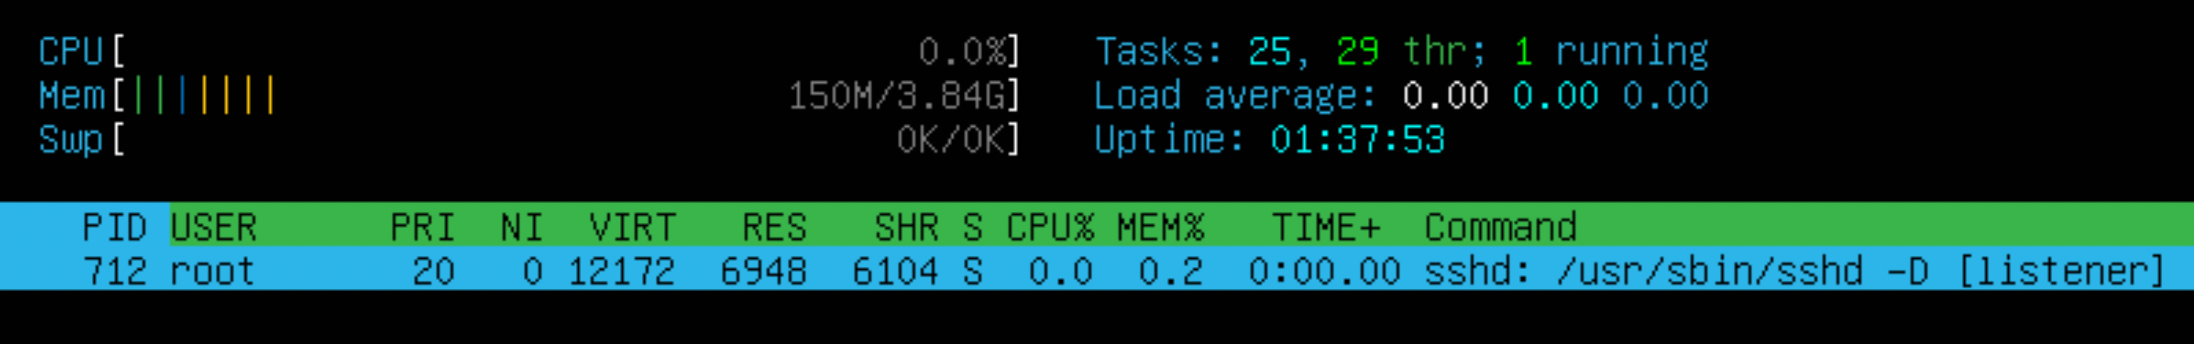 CPU[ 0.0%] Tasks: 25, 29 thr; 1 running
Mem[||||||| 150M/3.84G] Load average: 0.00 0.00 0.00
Swp[ 0K/0K] Uptime: 01:37:53
PID USER PRI NI VIRT RES SHR S CPU% MEM% TIME+ Command
712 root 20 0 12172 6948 6104 S 0.0 0.2 0:00.00 sshd: /usr/sbin/sshd -D [listener]